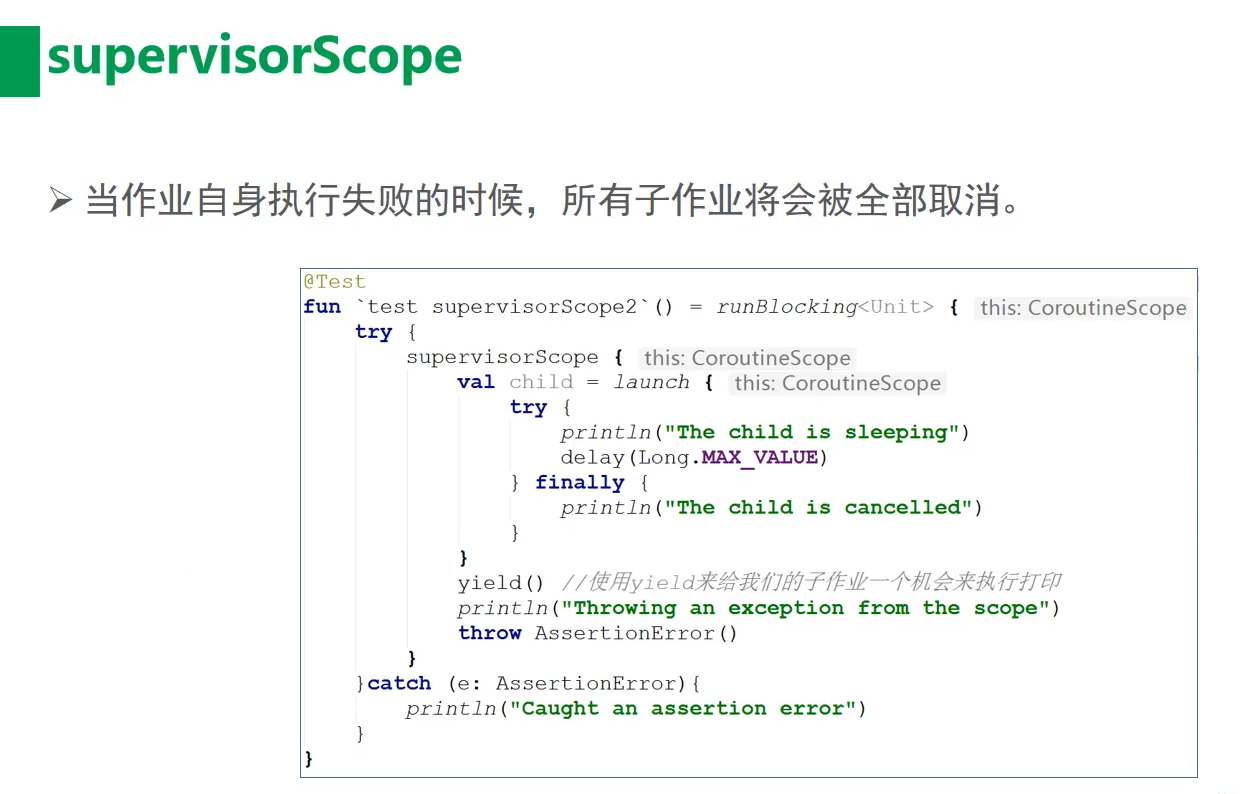 supervisorScope
➢ 当作业自身执行失败的时候，所有子作业将会被全部取消。
@Test
fun `test supervisorScope2`() = runBlocking<Unit> { this: CoroutineScope
    try {
        supervisorScope { this: CoroutineScope
            val child = launch { this: CoroutineScope
                try {
                    println("The child is sleeping")
                    delay(Long.MAX_VALUE)
                } finally {
                    println("The child is cancelled")
                }
            }
            yield() //使用yield来给我们的子作业一个机会来执行打印
            println("Throwing an exception from the scope")
            throw AssertionError()
        }
    }catch (e: AssertionError){
        println("Caught an assertion error")
    }
}